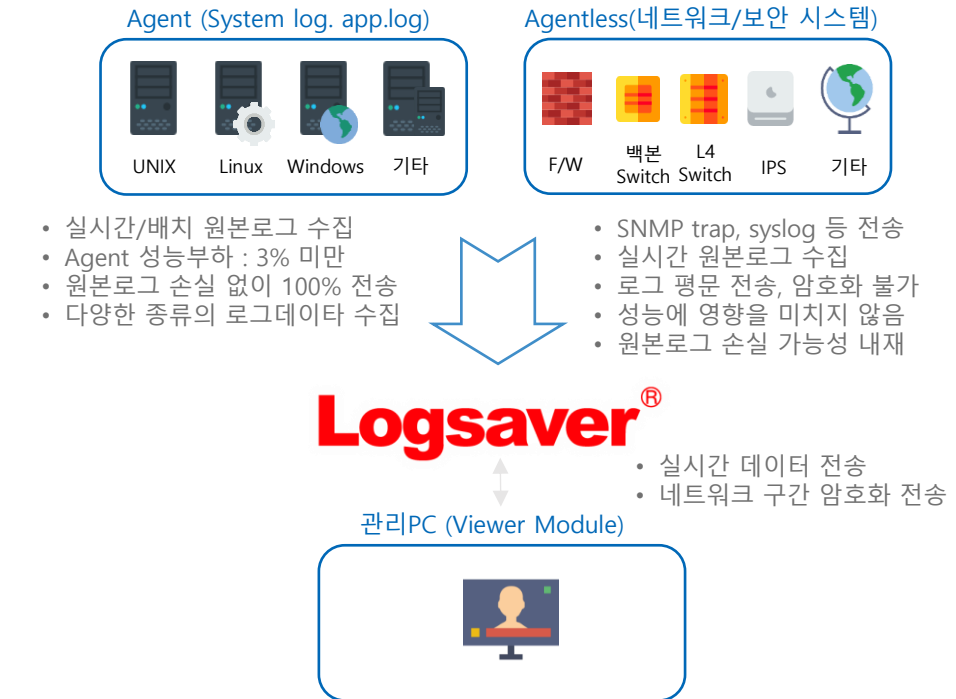 Agent (System log. app.log)
UNIX
Linux
Windows
기타
• 실시간/배치 원본로그 수집
• Agent 성능부하 : 3% 미만
• 원본로그 손실 없이 100% 전송
• 다양한 종류의 로그데이타 수집
Agentless(네트워크/보안 시스템)
F/W
백본
Switch
L4
Switch
IPS
기타
• SNMP trap, syslog 등 전송
• 실시간 원본로그 수집
• 로그 평문 전송, 암호화 불가
• 성능에 영향을 미치지 않음
• 원본로그 손실 가능성 내재
Logsaver®
• 실시간 데이터 전송
• 네트워크 구간 암호화 전송
관리PC (Viewer Module)